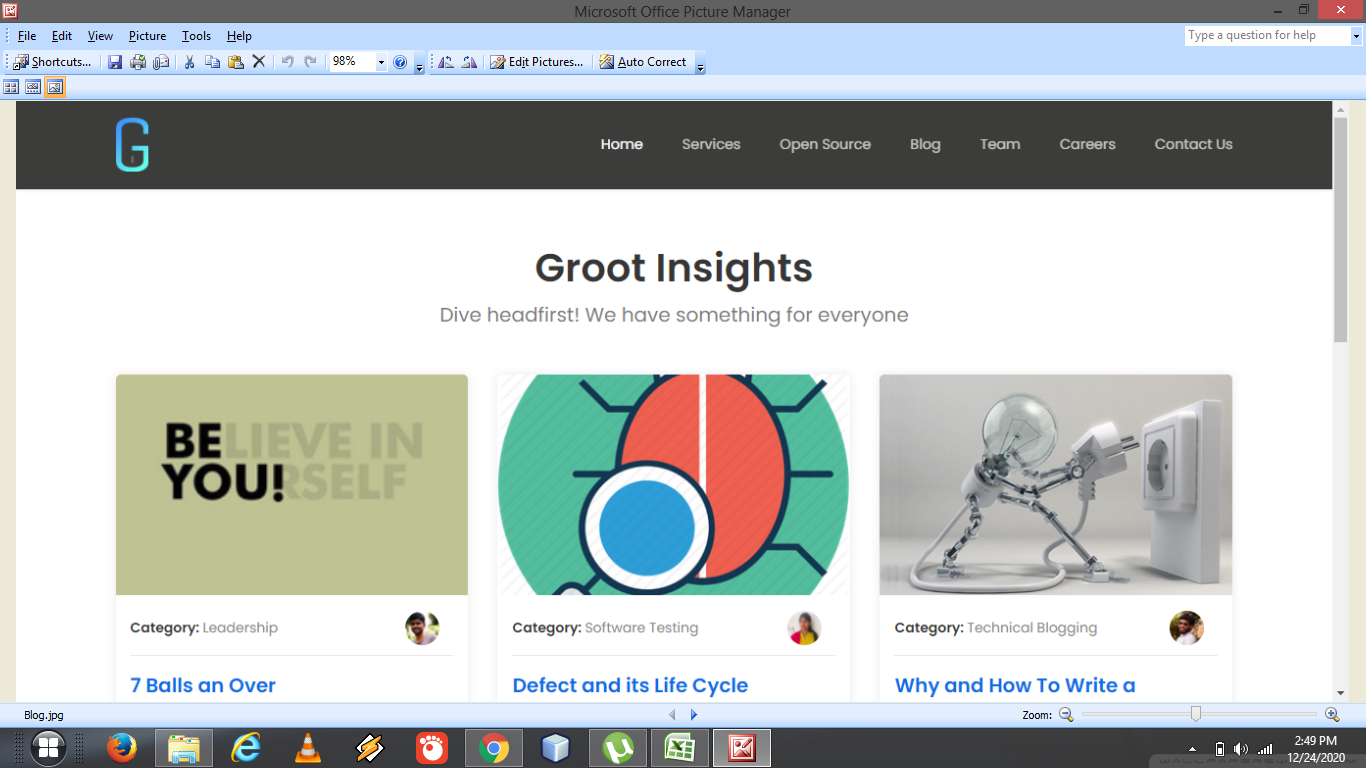 Microsoft Office Picture Manager
File Edit View Picture Tools Help
Type a question for help
Shortcuts...
98%
Edit Pictures...
Auto Correct
G
Home Services Open Source Blog Team Careers Contact Us
Groot Insights
Dive headfirst! We have something for everyone
BELIEVE IN
YOU!RSELF
Category: Leadership
7 Balls an Over
Category: Software Testing
Defect and its Life Cycle
Category: Technical Blogging
Why and How To Write a
Blog.jpg
Zoom:
2:49 PM
12/24/2020